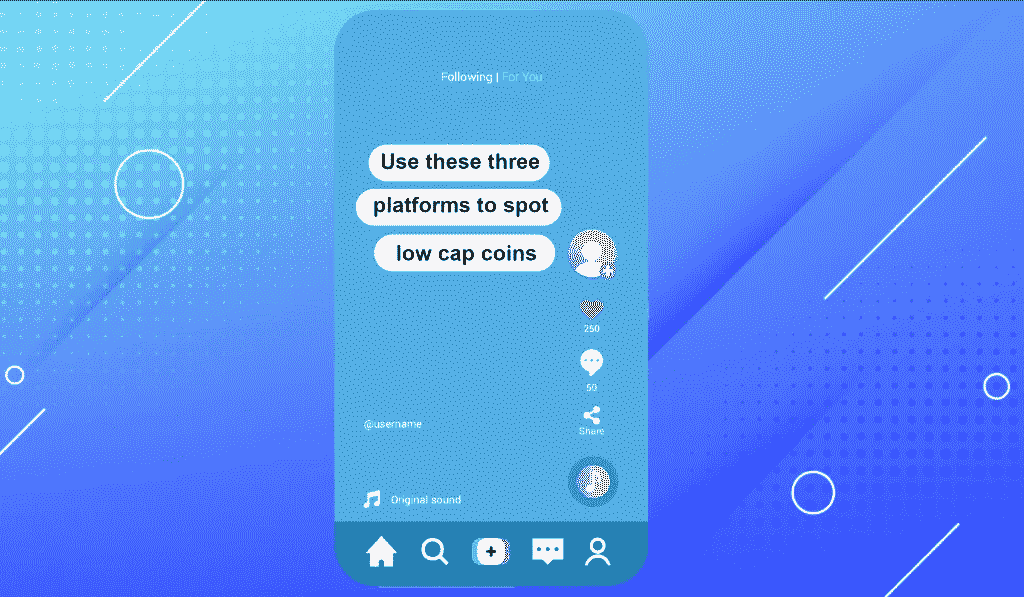 Following | For You
Use these three
platforms to spot
low cap coins
250
50
Share
@username
Original sound